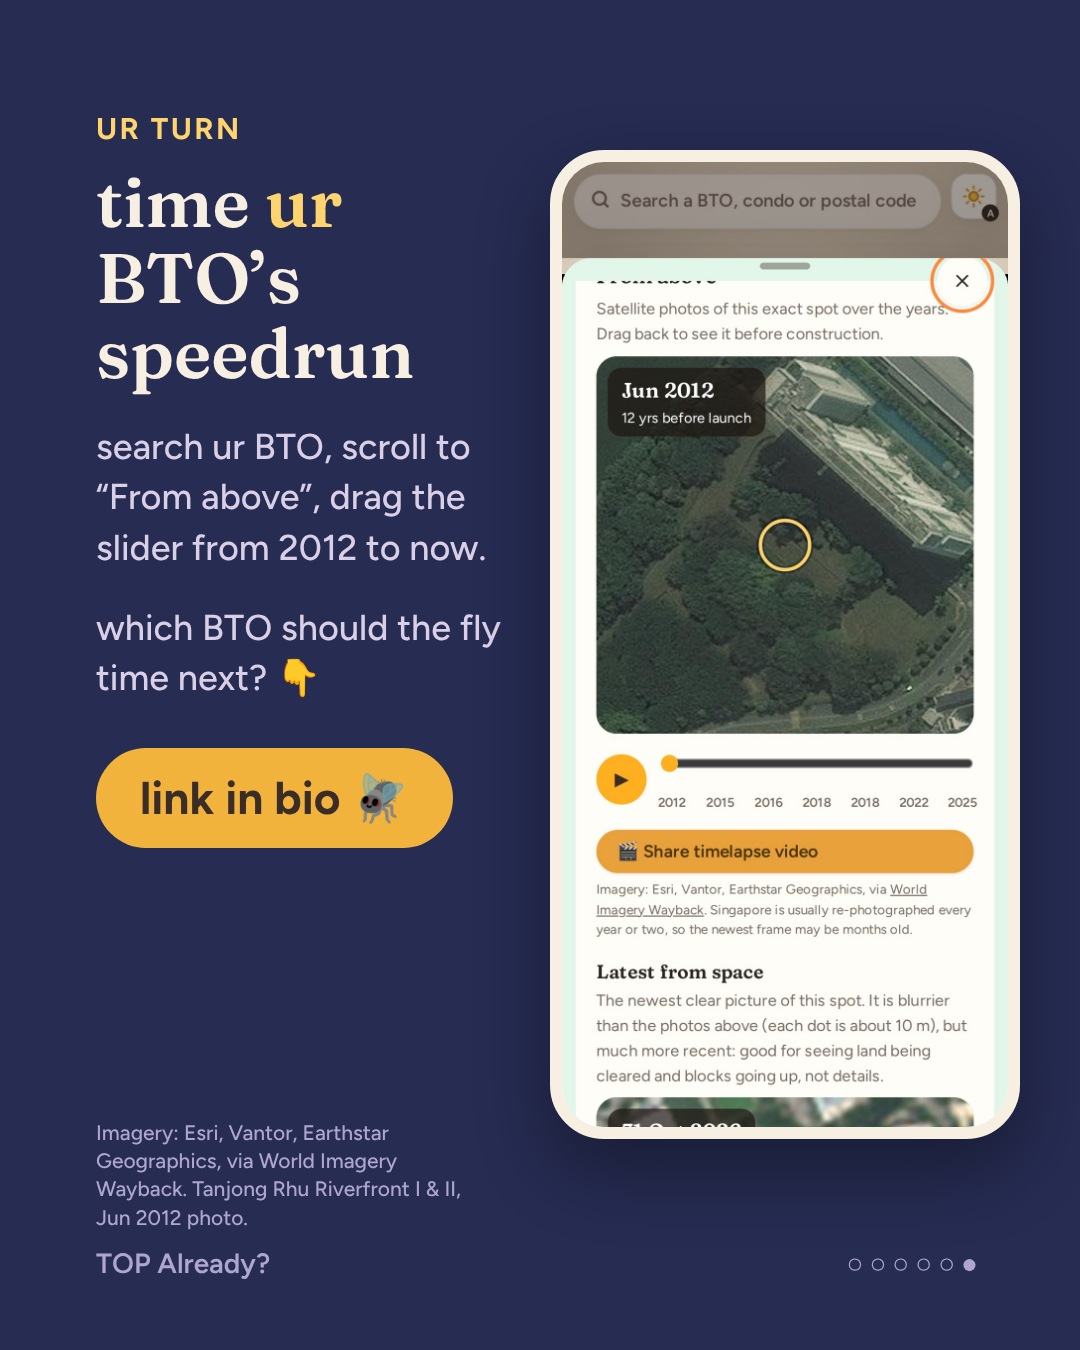 UR TURN
time ur
BTO’s
speedrun
search ur BTO, scroll to
“From above”, drag the
slider from 2012 to now.
which BTO should the fly
time next? 👇
link in bio 🪰
Imagery: Esri, Vantor, Earthstar
Geographics, via World Imagery
Wayback. Tanjong Rhu Riverfront I & II,
Jun 2012 photo.
TOP Already?
Search a BTO, condo or postal code
A
From above
Satellite photos of this exact spot over the years.
Drag back to see it before construction.
Jun 2012
12 yrs before launch
2012 2015 2016 2018 2018 2022 2025
🎬 Share timelapse video
Imagery: Esri, Vantor, Earthstar Geographics, via World
Imagery Wayback. Singapore is usually re-photographed every
year or two, so the newest frame may be months old.
Latest from space
The newest clear picture of this spot. It is blurrier
than the photos above (each dot is about 10 m), but
much more recent: good for seeing land being
cleared and blocks going up, not details.